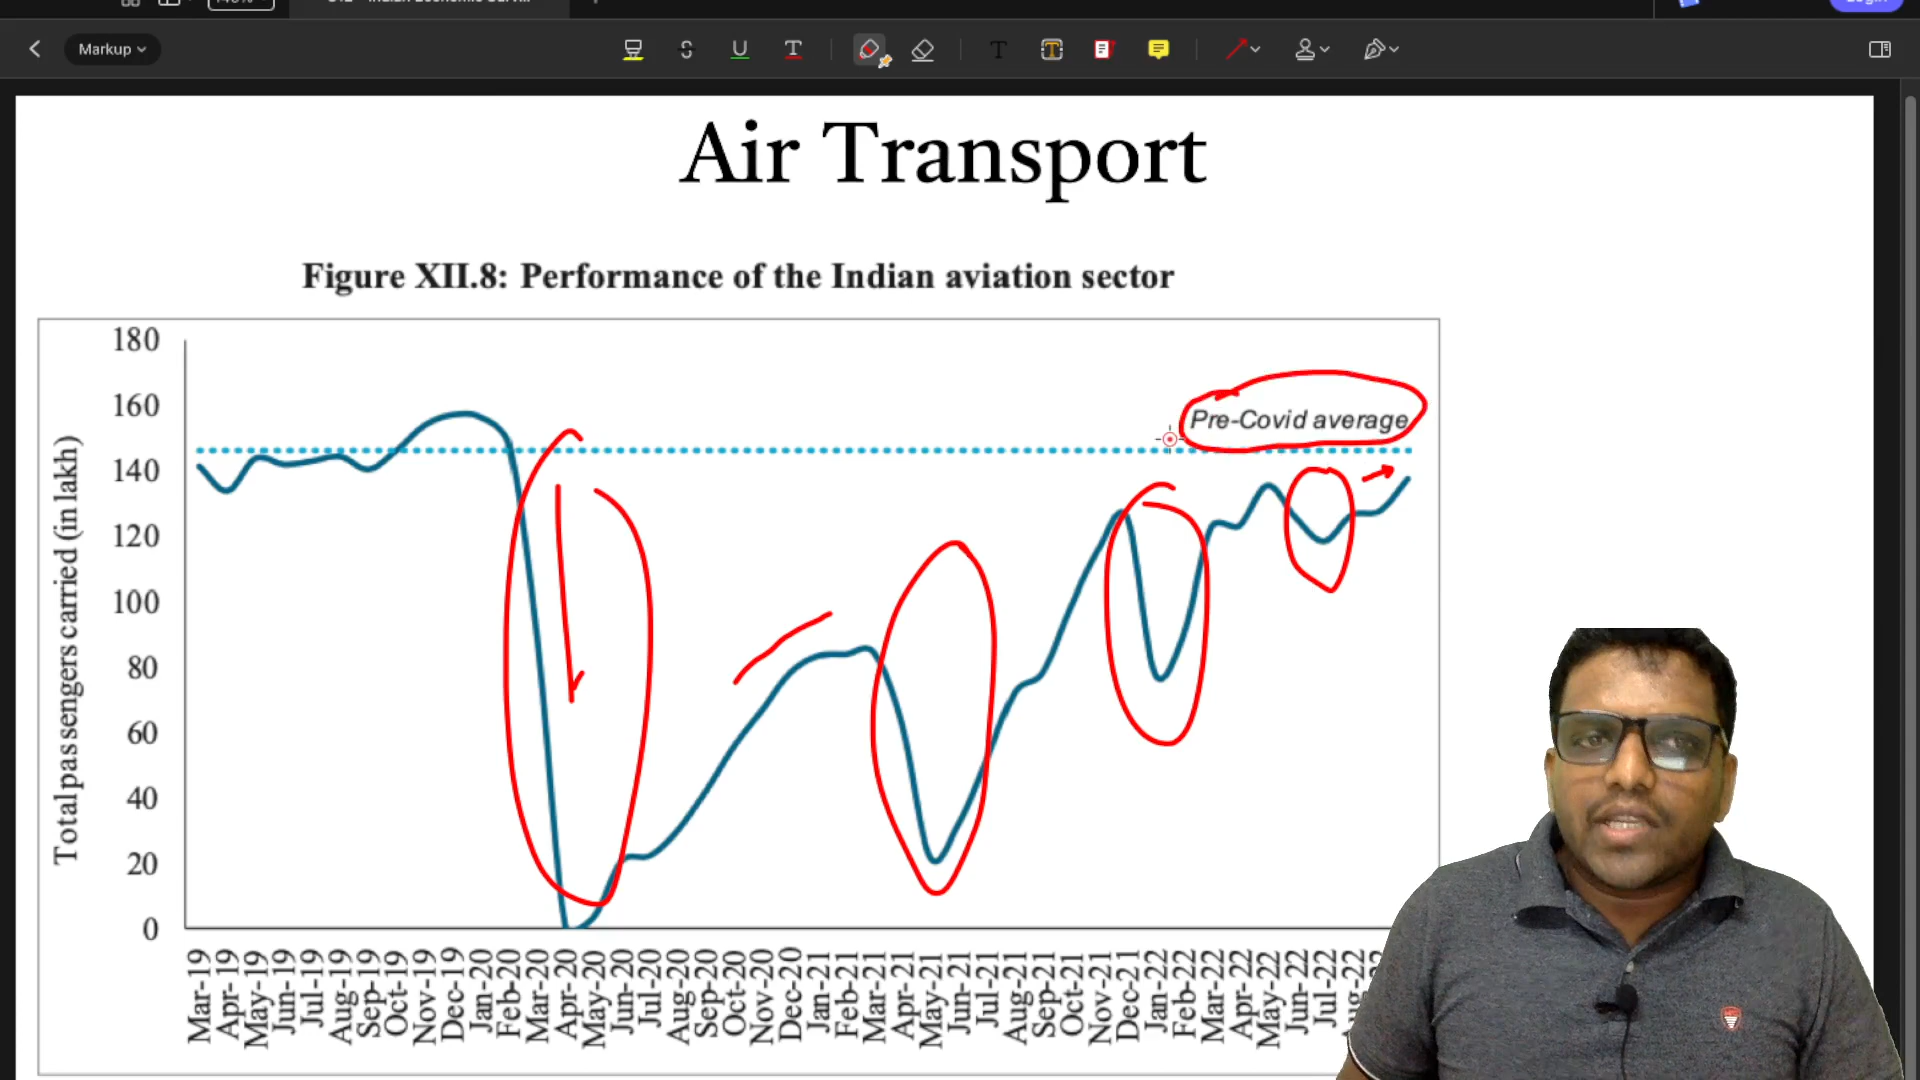 Markup
Air Transport
Figure XII.8: Performance of the Indian aviation sector
Total passengers carried (in lakh)
180
160
140
120
100
80
60
40
20
0
Pre-Covid average
Mar-19
Apr-19
May-19
Jun-19
Jul-19
Aug-19
Sep-19
Oct-19
Nov-19
Dec-19
Jan-20
Feb-20
Mar-20
Apr-20
May-20
Jun-20
Jul-20
Aug-20
Sep-20
Oct-20
Nov-20
Dec-20
Jan-21
Feb-21
Mar-21
Apr-21
May-21
Jun-21
Jul-21
Aug-21
Sep-21
Oct-21
Nov-21
Dec-21
Jan-22
Feb-22
Mar-22
Apr-22
May-22
Jun-22
Jul-22
Aug-22